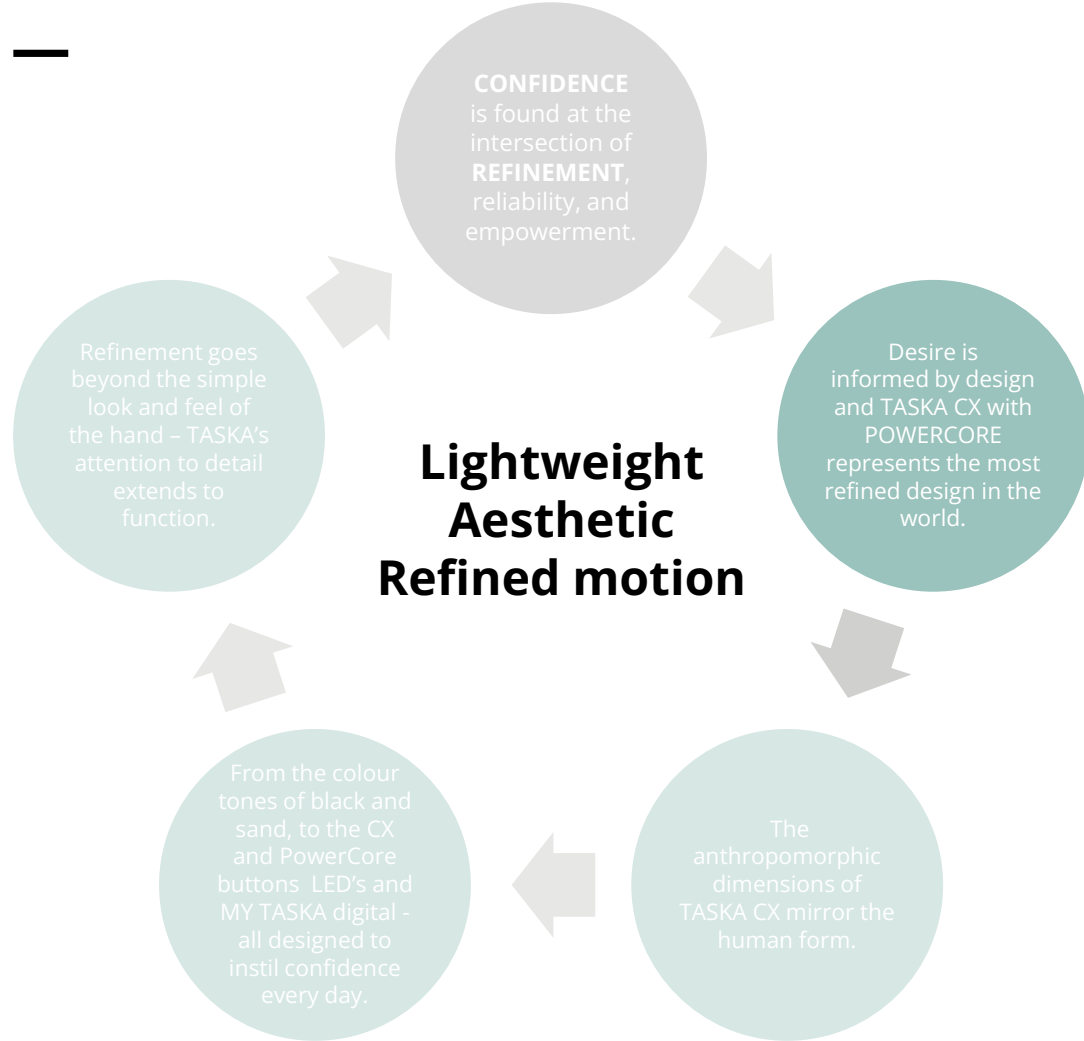 CONFIDENCE
is found at the
intersection of
REFINEMENT,
reliability, and
empowerment.
Desire is
informed by design
and TASKA CX with
POWERCORE
represents the most
refined design in the
world.
The
anthropomorphic
dimensions of
TASKA CX mirror the
human form.
From the colour
tones of black and
sand, to the CX
and PowerCore
buttons  LED’s and
MY TASKA digital -
all designed to
instil confidence
every day.
Refinement goes
beyond the simple
look and feel of
the hand – TASKA’s
attention to detail
extends to
function.
Lightweight
Aesthetic
Refined motion